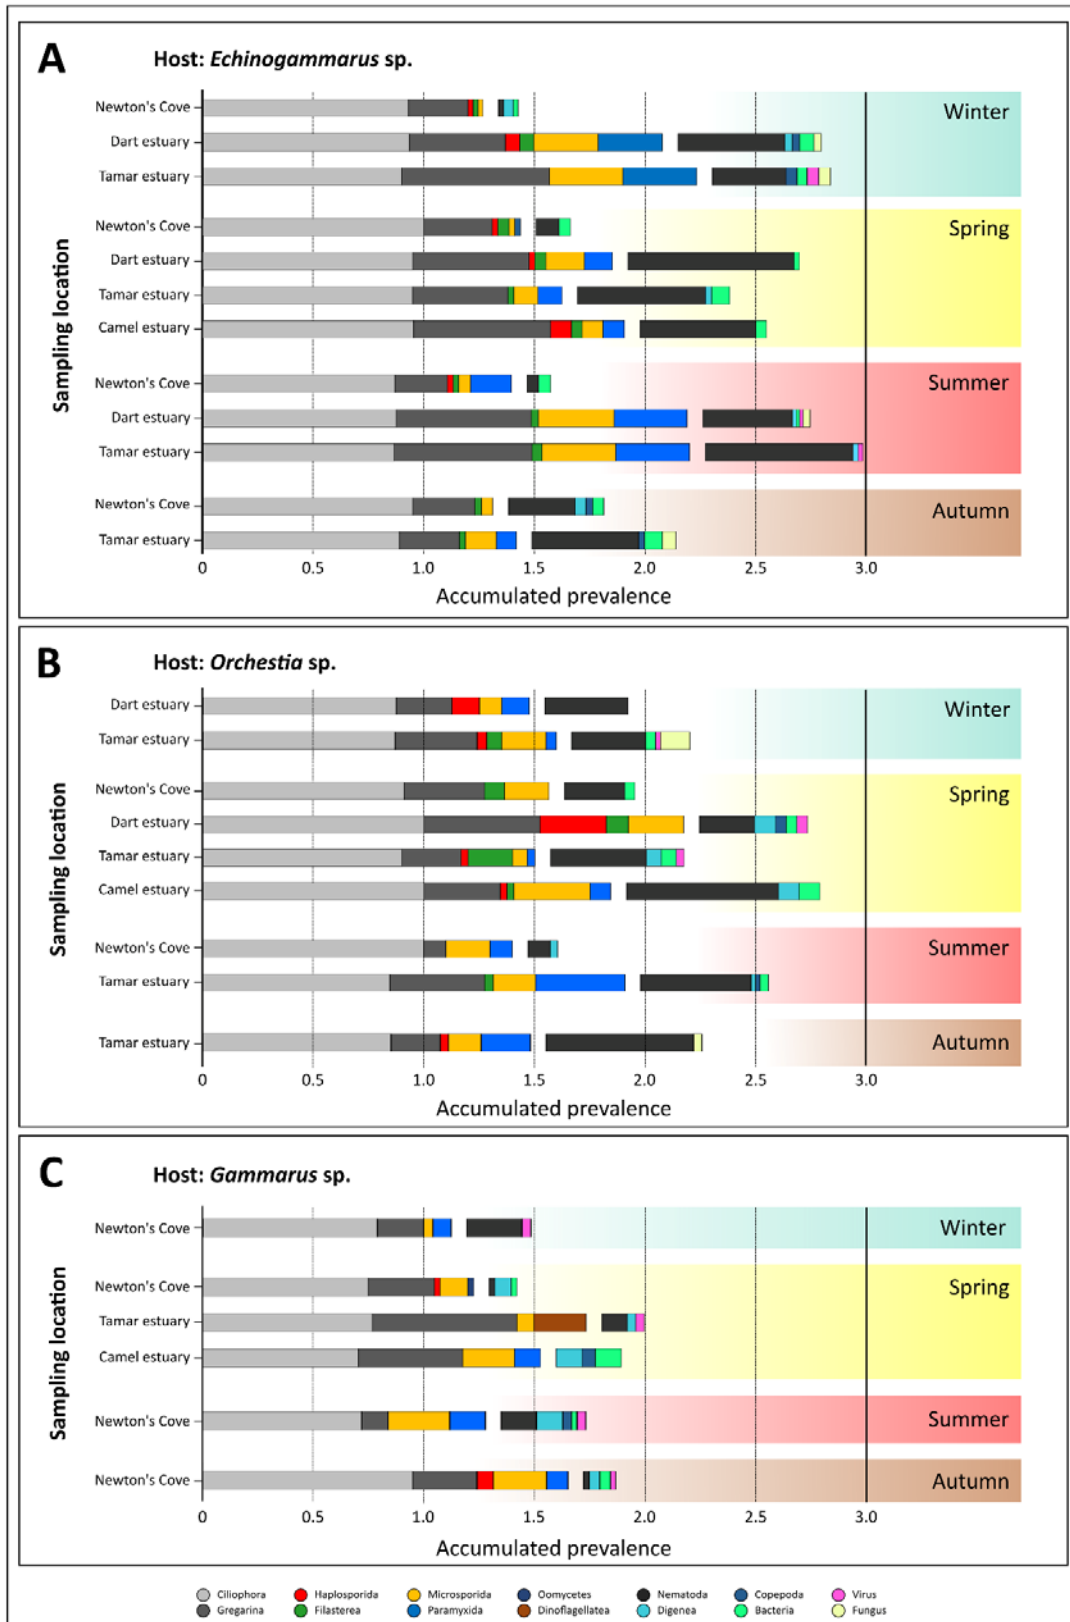 A
Host: Echinogammarus sp.
Sampling location
Newton's Cove
Dart estuary
Tamar estuary
Winter
Newton's Cove
Dart estuary
Tamar estuary
Camel estuary
Spring
Newton's Cove
Dart estuary
Tamar estuary
Summer
Newton's Cove
Tamar estuary
Autumn
0 0.5 1.0 1.5 2.0 2.5 3.0
Accumulated prevalence
B
Host: Orchestia sp.
Sampling location
Dart estuary
Tamar estuary
Winter
Newton's Cove
Dart estuary
Tamar estuary
Camel estuary
Spring
Newton's Cove
Tamar estuary
Summer
Tamar estuary
Autumn
0 0.5 1.0 1.5 2.0 2.5 3.0
Accumulated prevalence
C
Host: Gammarus sp.
Sampling location
Newton's Cove
Winter
Newton's Cove
Tamar estuary
Camel estuary
Spring
Newton's Cove
Summer
Newton's Cove
Autumn
0 0.5 1.0 1.5 2.0 2.5 3.0
Accumulated prevalence
Ciliophora Haplosporida Microsporida Oomycetes Nematoda Copepoda Virus
Gregarina Filasterea Paramyxida Dinoflagellatea Digenea Bacteria Fungus